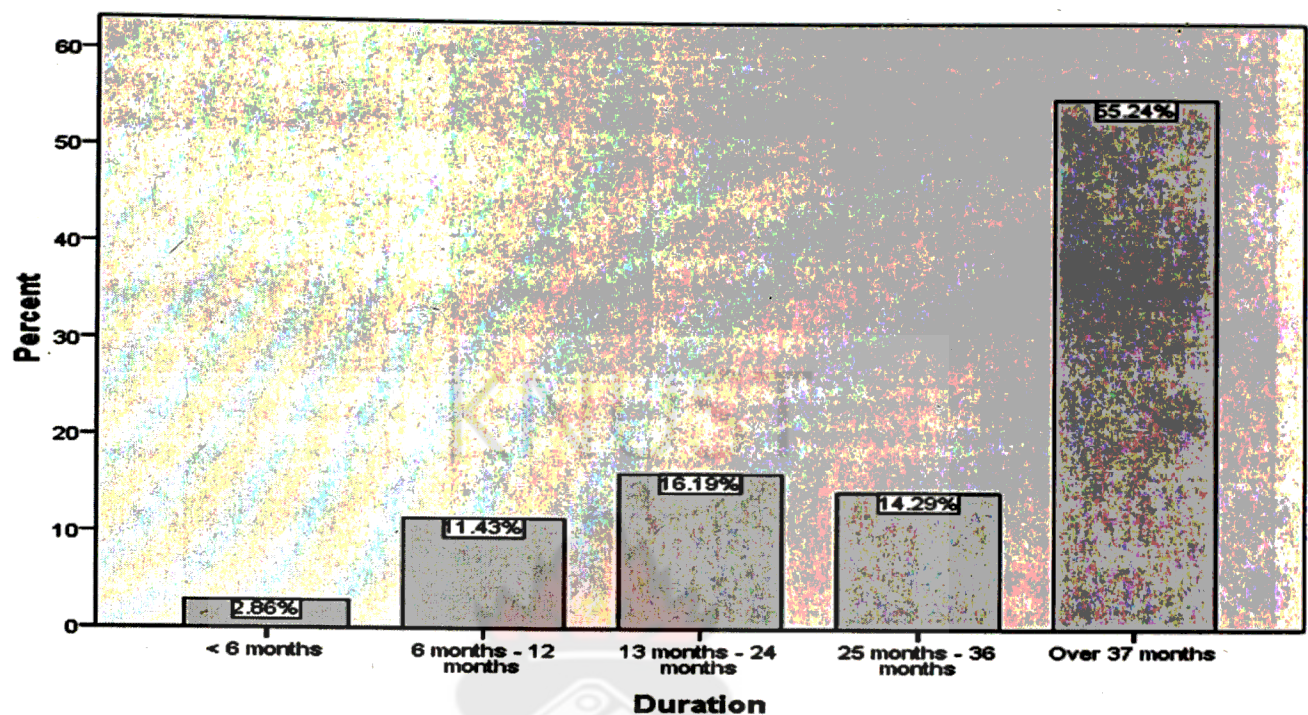 60
50
40
30
20
10
0
Percent
2.86%
11.43%
16.19%
14.29%
55.24%
KNUST
< 6 months
6 months - 12
months
13 months - 24
months
25 months - 36
months
Over 37 months
Duration